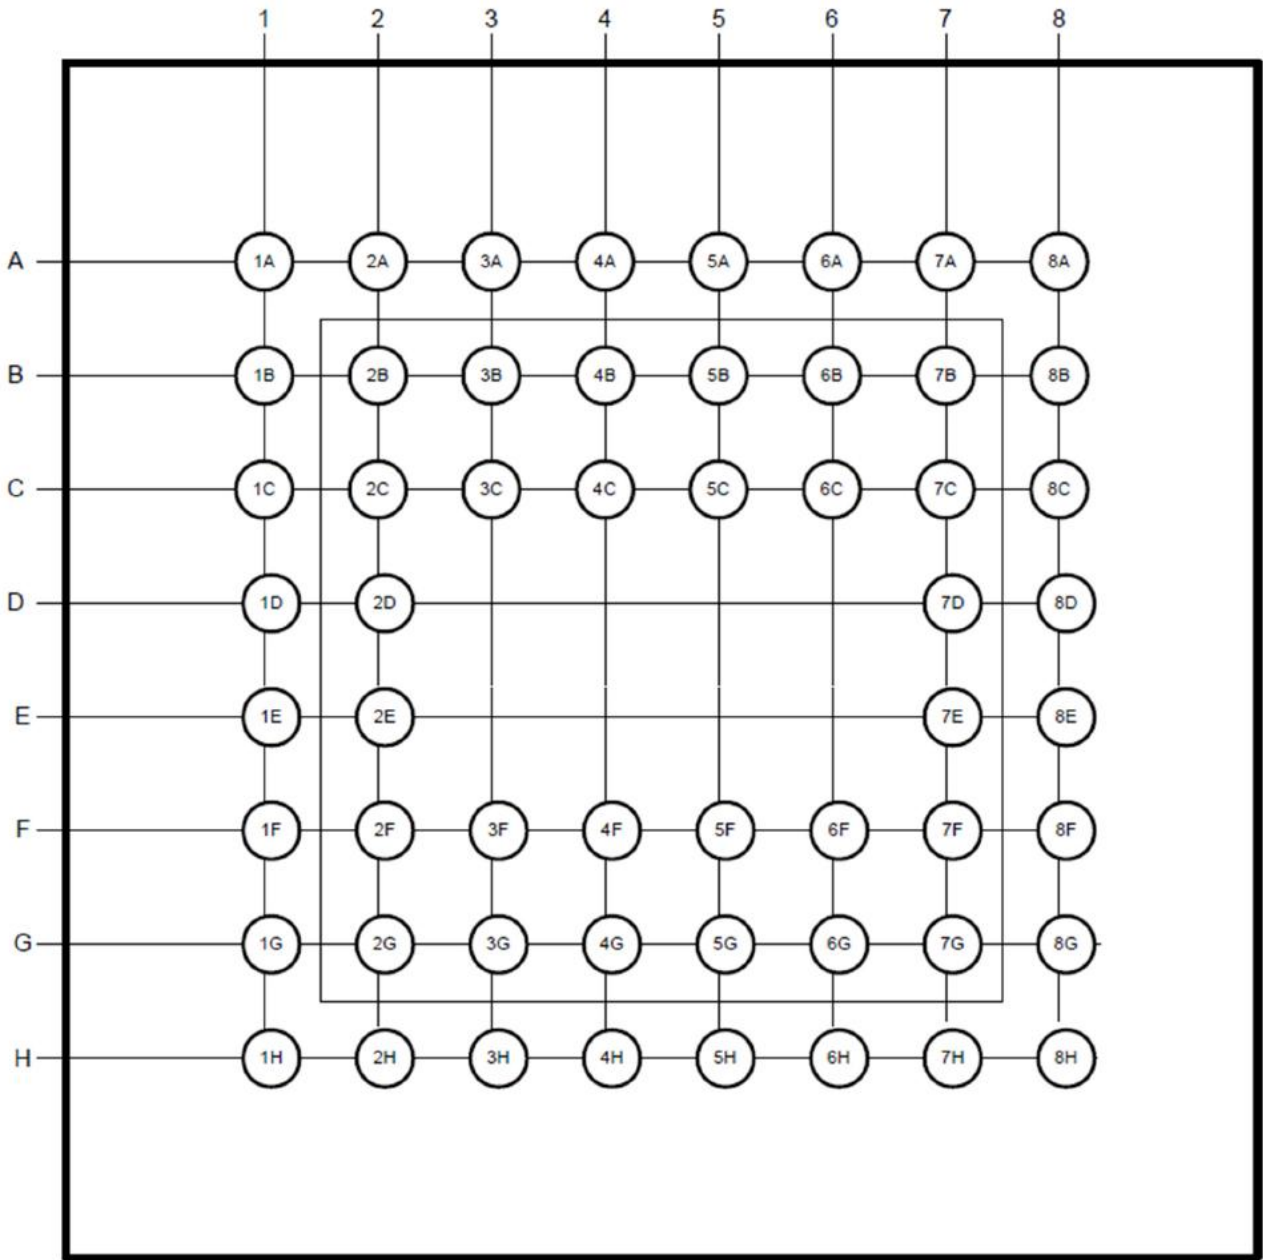 1 2 3 4 5 6 7 8
A 1A 2A 3A 4A 5A 6A 7A 8A
B 1B 2B 3B 4B 5B 6B 7B 8B
C 1C 2C 3C 4C 5C 6C 7C 8C
D 1D 2D 7D 8D
E 1E 2E 7E 8E
F 1F 2F 3F 4F 5F 6F 7F 8F
G 1G 2G 3G 4G 5G 6G 7G 8G
H 1H 2H 3H 4H 5H 6H 7H 8H